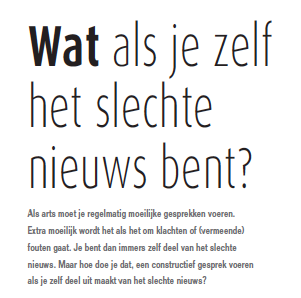 Wat als je zelf
het slechte
nieuws bent?
Als arts moet je regelmatig moeilijke gesprekken voeren.
Extra moeilijk wordt het als het om klachten of (vermeende)
fouten gaat. Je bent dan immers zelf deel van het slechte
nieuws. Maar hoe doe je dat, een constructief gesprek voeren
als je zelf deel uit maakt van het slechte nieuws?